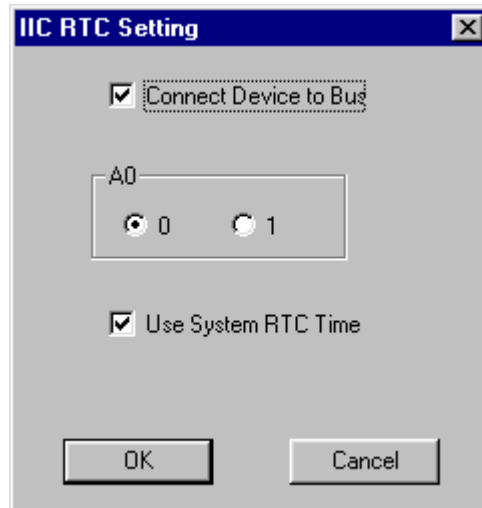 IIC RTC Setting
Connect Device to Bus
A0
0 1
Use System RTC Time
OK Cancel